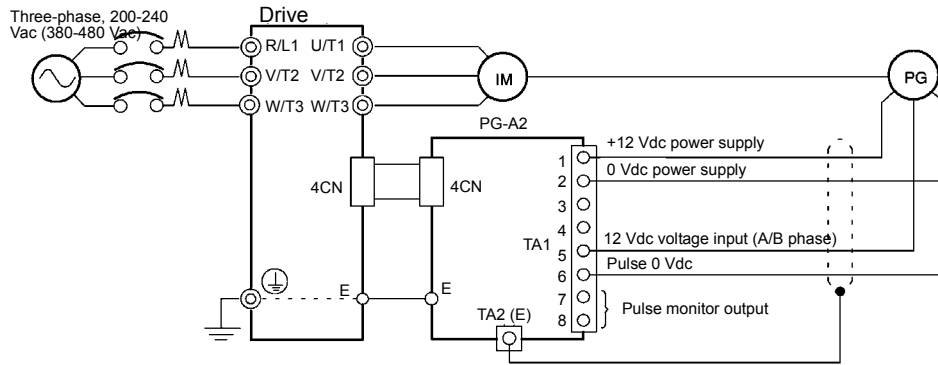 Three-phase, 200-240
Vac (380-480 Vac)
Drive
R/L1 U/T1
V/T2 V/T2
W/T3 W/T3
IM
PG
PG-A2
4CN
4CN
+12 Vdc power supply
0 Vdc power supply
12 Vdc voltage input (A/B phase)
Pulse 0 Vdc
Pulse monitor output
1
2
3
4
TA1
5
6
7
8
E
E
TA2 (E)